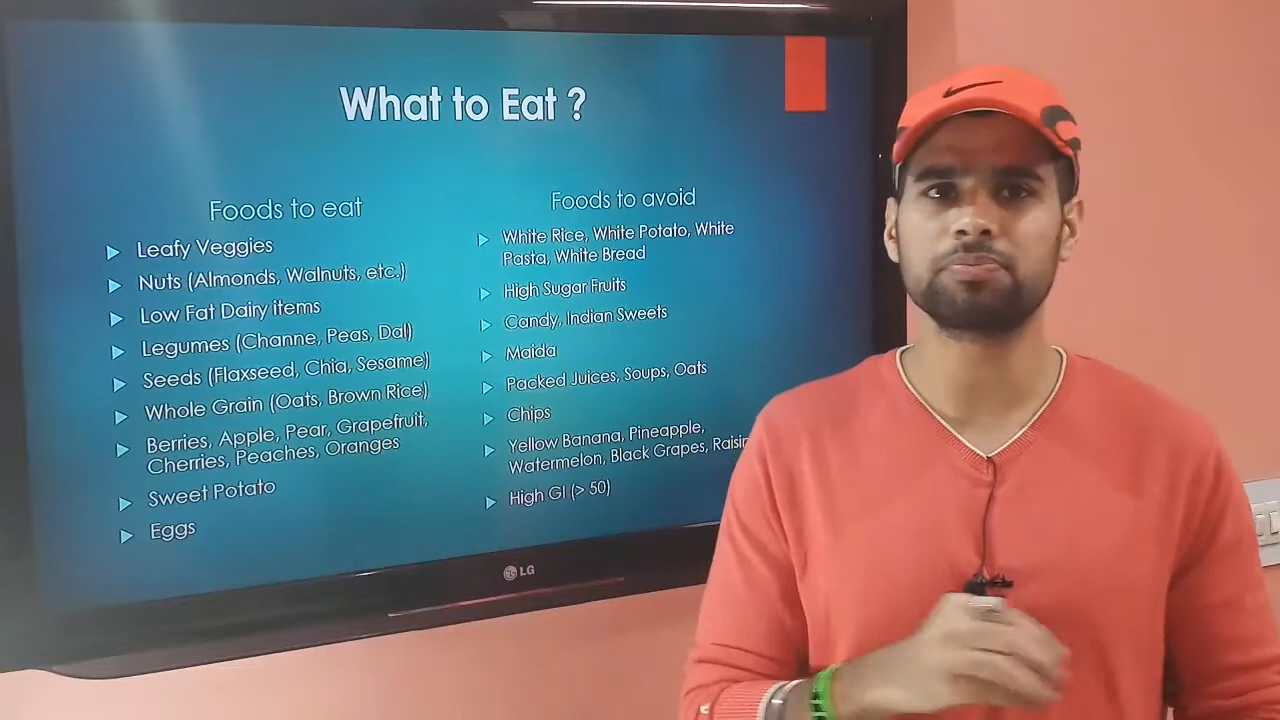 What to Eat ?
Foods to eat
Leafy Veggies
Nuts (Almonds, Walnuts, etc.)
Low Fat Dairy items
Legumes (Channe, Peas, Dal)
Seeds (Flaxseed, Chia, Sesame)
Whole Grain (Oats, Brown Rice)
Berries, Apple, Pear, Grapefruit,
Cherries, Peaches, Oranges
Sweet Potato
Eggs
Foods to avoid
White Rice, White Potato, White
Pasta, White Bread
High Sugar Fruits
Candy, Indian Sweets
Maida
Packed Juices, Soups, Oats
Chips
Yellow Banana, Pineapple,
Watermelon, Black Grapes, Raisin
High GI (> 50)
LG